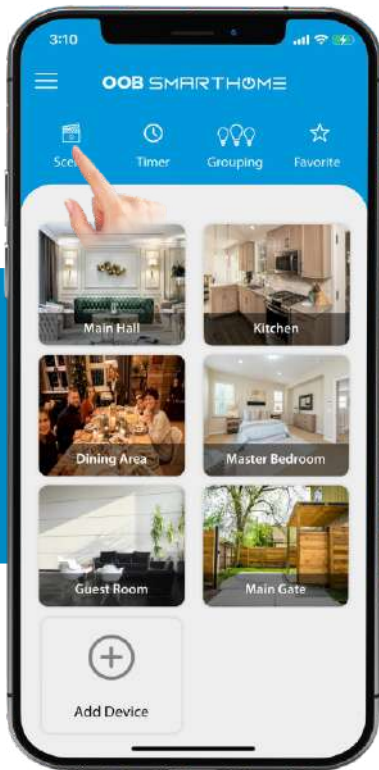 3:10
OOB SMARTHOME
Timer Grouping Favorite
Main Hall Kitchen
Dining Area Master Bedroom
Guest Room Main Gate
Add Device